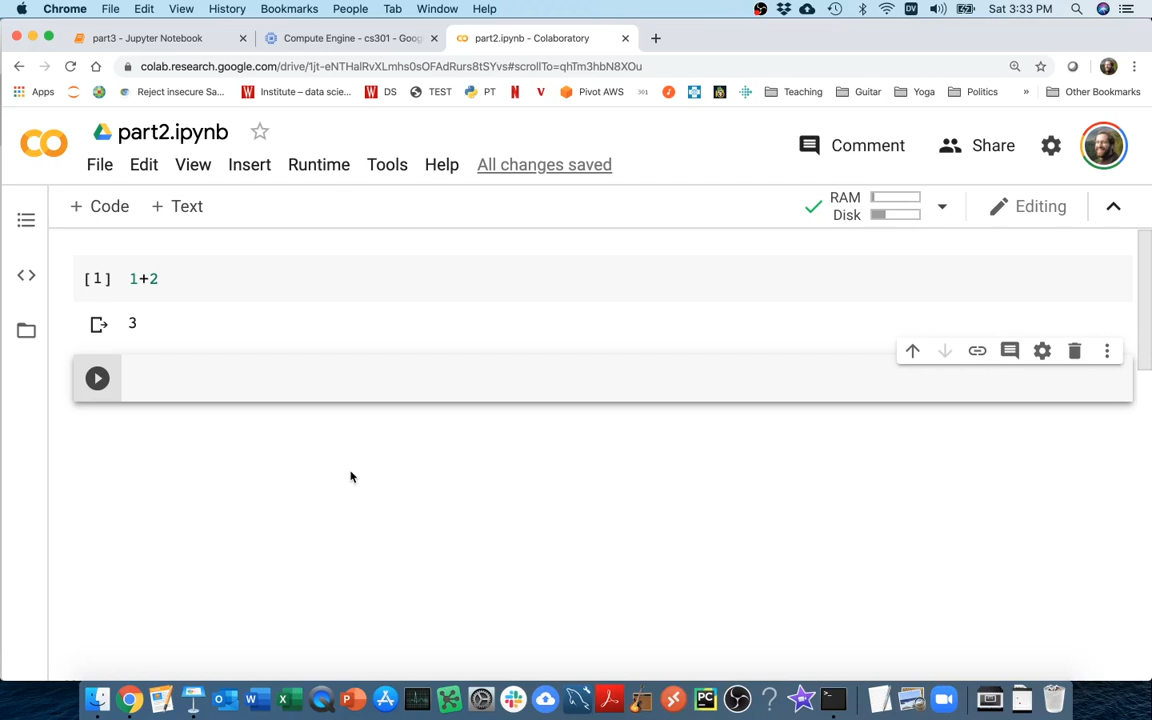 Chrome File Edit View History Bookmarks People Tab Window Help DV Sat 3:33 PM
part3 - Jupyter Notebook Compute Engine - cs301 - Goog part2.ipynb - Colaboratory
colab.research.google.com/drive/1jt-eNTHalRvXLmhs0sOFAdRurs8tSYvs#scrollTo=qhTm3hbN8XOu
Apps Reject insecure Sa... Institute – data scie... DS TEST PT Pivot AWS 301 Teaching Guitar Yoga Politics » Other Bookmarks
part2.ipynb
Comment Share
File Edit View Insert Runtime Tools Help All changes saved
+ Code + Text RAM Disk Editing
[1] 1+2
3